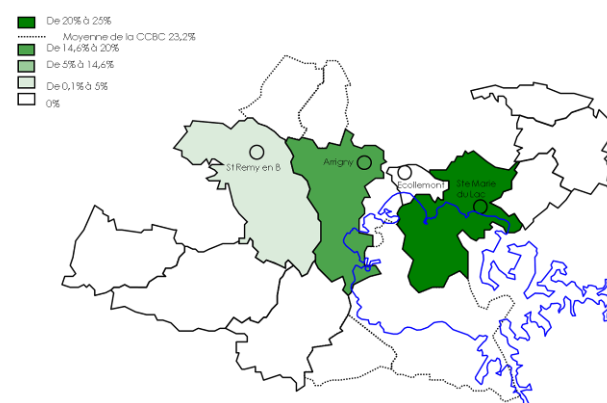 De 20% à 25%
Moyenne de la CCBC 23,2%
De 14,6% à 20%
De 5% à 14,6%
De 0,1% à 5%
0%
St Remy en B
Arrigny
Ecollemont
Ste Marie
du Lac